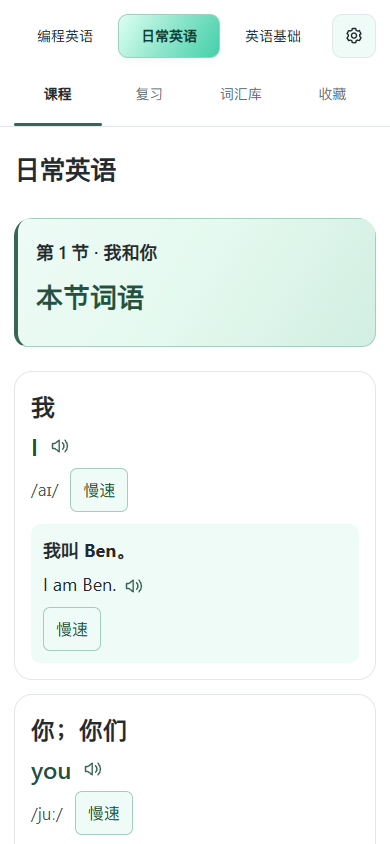 编程英语 日常英语 英语基础
课程 复习 词汇库 收藏
日常英语
第 1 节 · 我和你
本节词语
我
I
/aɪ/ 慢速
我叫 Ben。
I am Ben.
慢速
你；你们
you
/juː/ 慢速